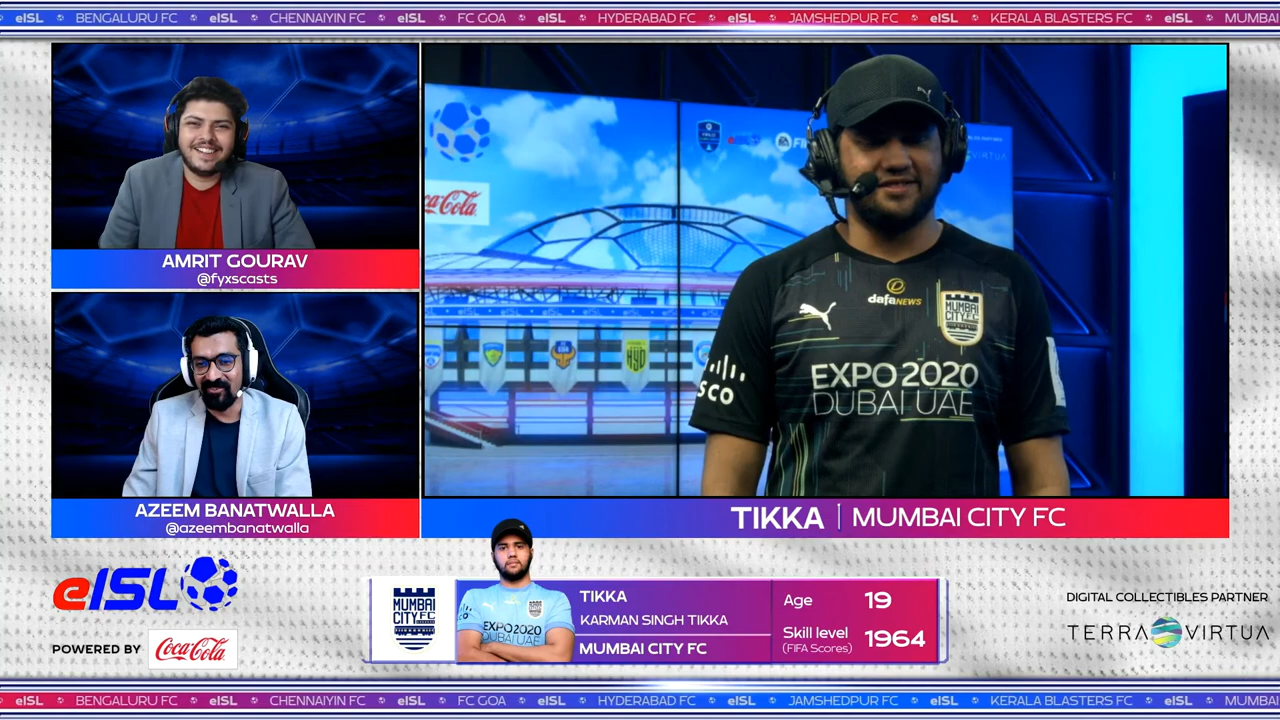 eISL BENGALURU FC eISL CHENNAIYIN FC eISL FC GOA eISL HYDERABAD FC eISL JAMSHEDPUR FC eISL KERALA BLASTERS FC eISL MUMBAI
AMRIT GOURAV
@fyxscasts
AZEEM BANATWALLA
@azeembanatwalla
Coca-Cola
dafaNEWS
MUMBAI
CITY F.C.
EXPO 2020
DUBAI UAE
SCO
HYD
TIKKA | MUMBAI CITY FC
eISL
POWERED BY Coca-Cola
MUMBAI
CITY F.C.
EXPO 2020
DUBAI UAE
TIKKA
KARMAN SINGH TIKKA
MUMBAI CITY FC
Age 19
Skill level
(FIFA Scores) 1964
DIGITAL COLLECTIBLES PARTNER
TERRA VIRTUA
eISL BENGALURU FC eISL CHENNAIYIN FC eISL FC GOA eISL HYDERABAD FC eISL JAMSHEDPUR FC eISL KERALA BLASTERS FC eISL MUMBAI